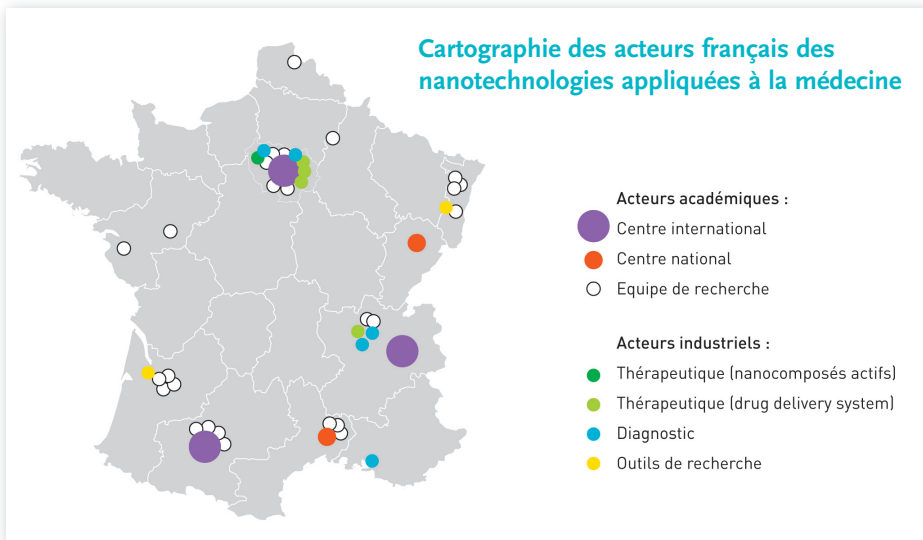 Cartographie des acteurs français des
nanotechnologies appliquées à la médecine
Acteurs académiques :
Centre international
Centre national
Equipe de recherche
Acteurs industriels :
Thérapeutique (nanocomposés actifs)
Thérapeutique (drug delivery system)
Diagnostic
Outils de recherche